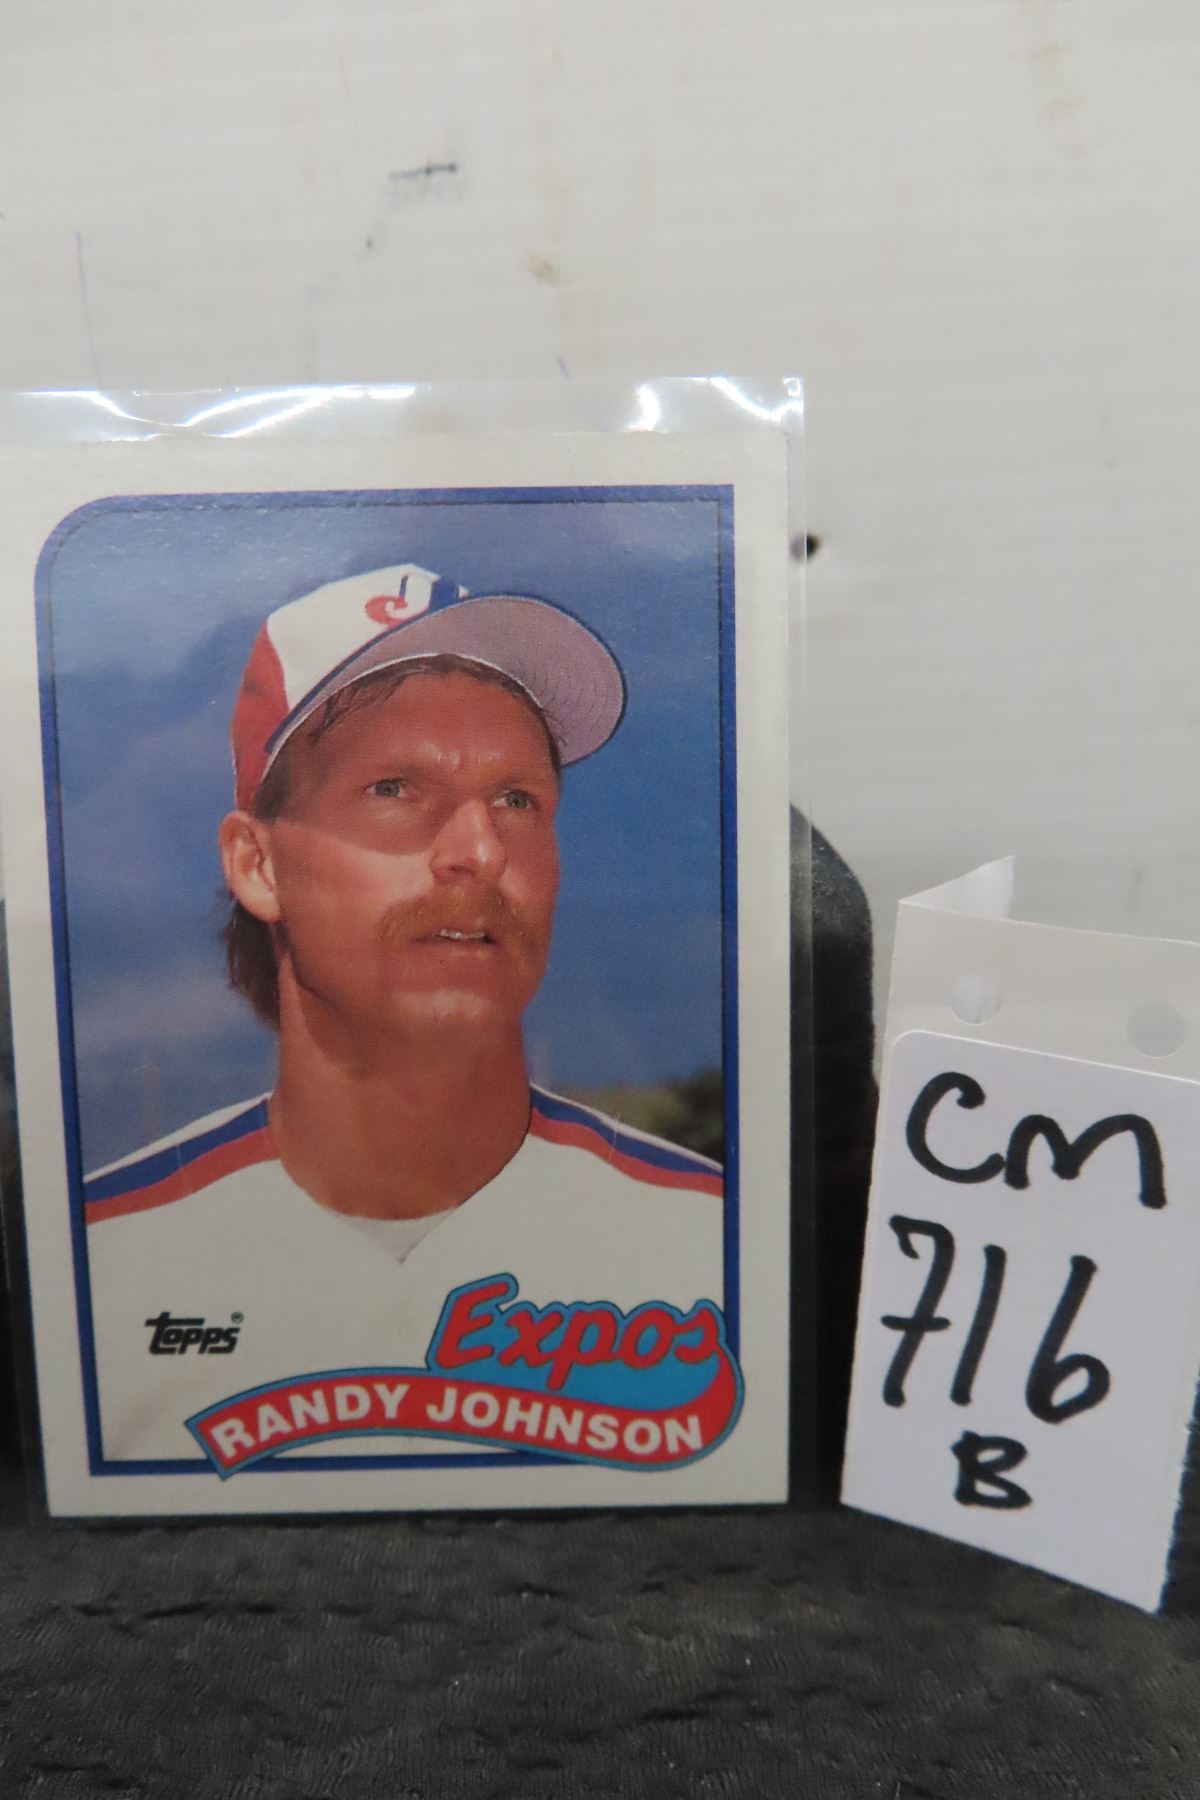 topps®
Expos
RANDY JOHNSON
CM
716
B